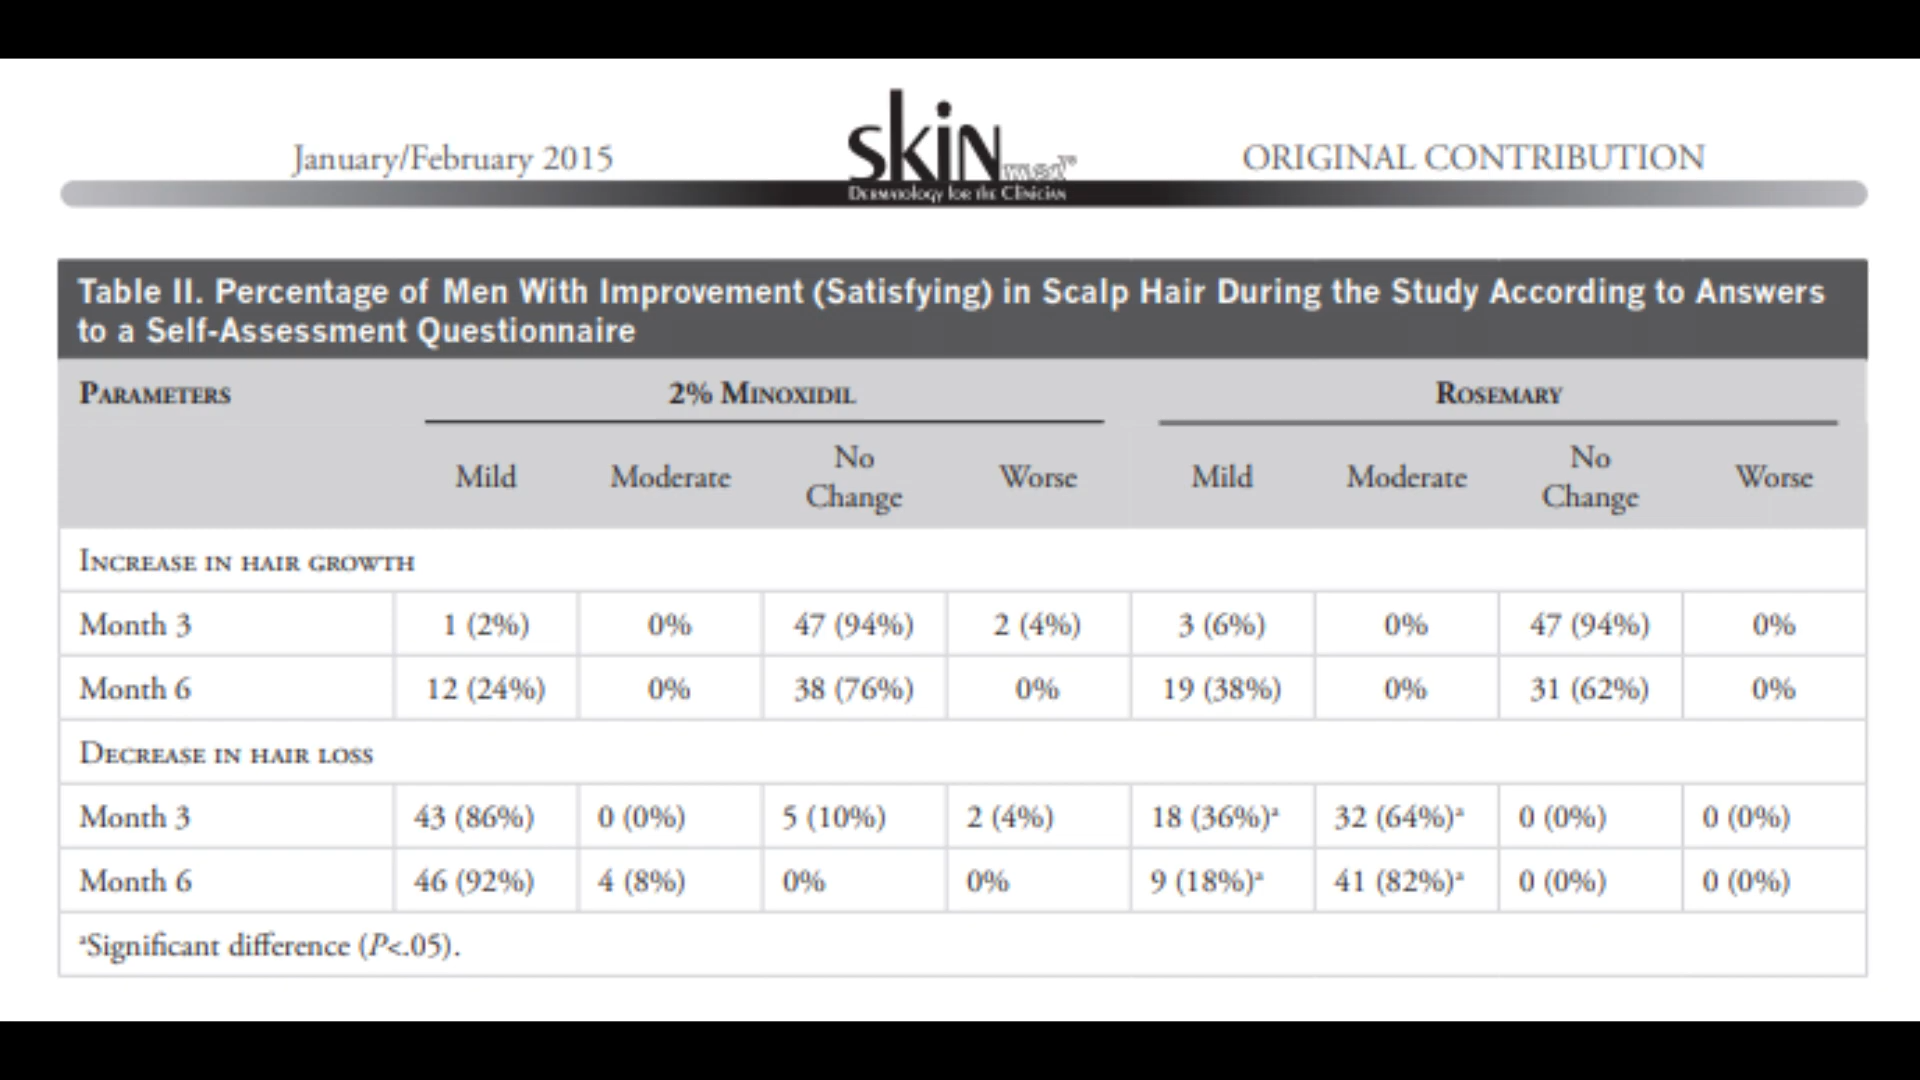 January/February 2015
skin med®
Dermatology for the Clinician
ORIGINAL CONTRIBUTION
Table II. Percentage of Men With Improvement (Satisfying) in Scalp Hair During the Study According to Answers
to a Self-Assessment Questionnaire
Parameters 2% Minoxidil Rosemary
Mild Moderate No Change Worse Mild Moderate No Change Worse
Increase in hair growth
Month 3 1 (2%) 0% 47 (94%) 2 (4%) 3 (6%) 0% 47 (94%) 0%
Month 6 12 (24%) 0% 38 (76%) 0% 19 (38%) 0% 31 (62%) 0%
Decrease in hair loss
Month 3 43 (86%) 0 (0%) 5 (10%) 2 (4%) 18 (36%)ª 32 (64%)ª 0 (0%) 0 (0%)
Month 6 46 (92%) 4 (8%) 0% 0% 9 (18%)ª 41 (82%)ª 0 (0%) 0 (0%)
ªSignificant difference (P<.05).